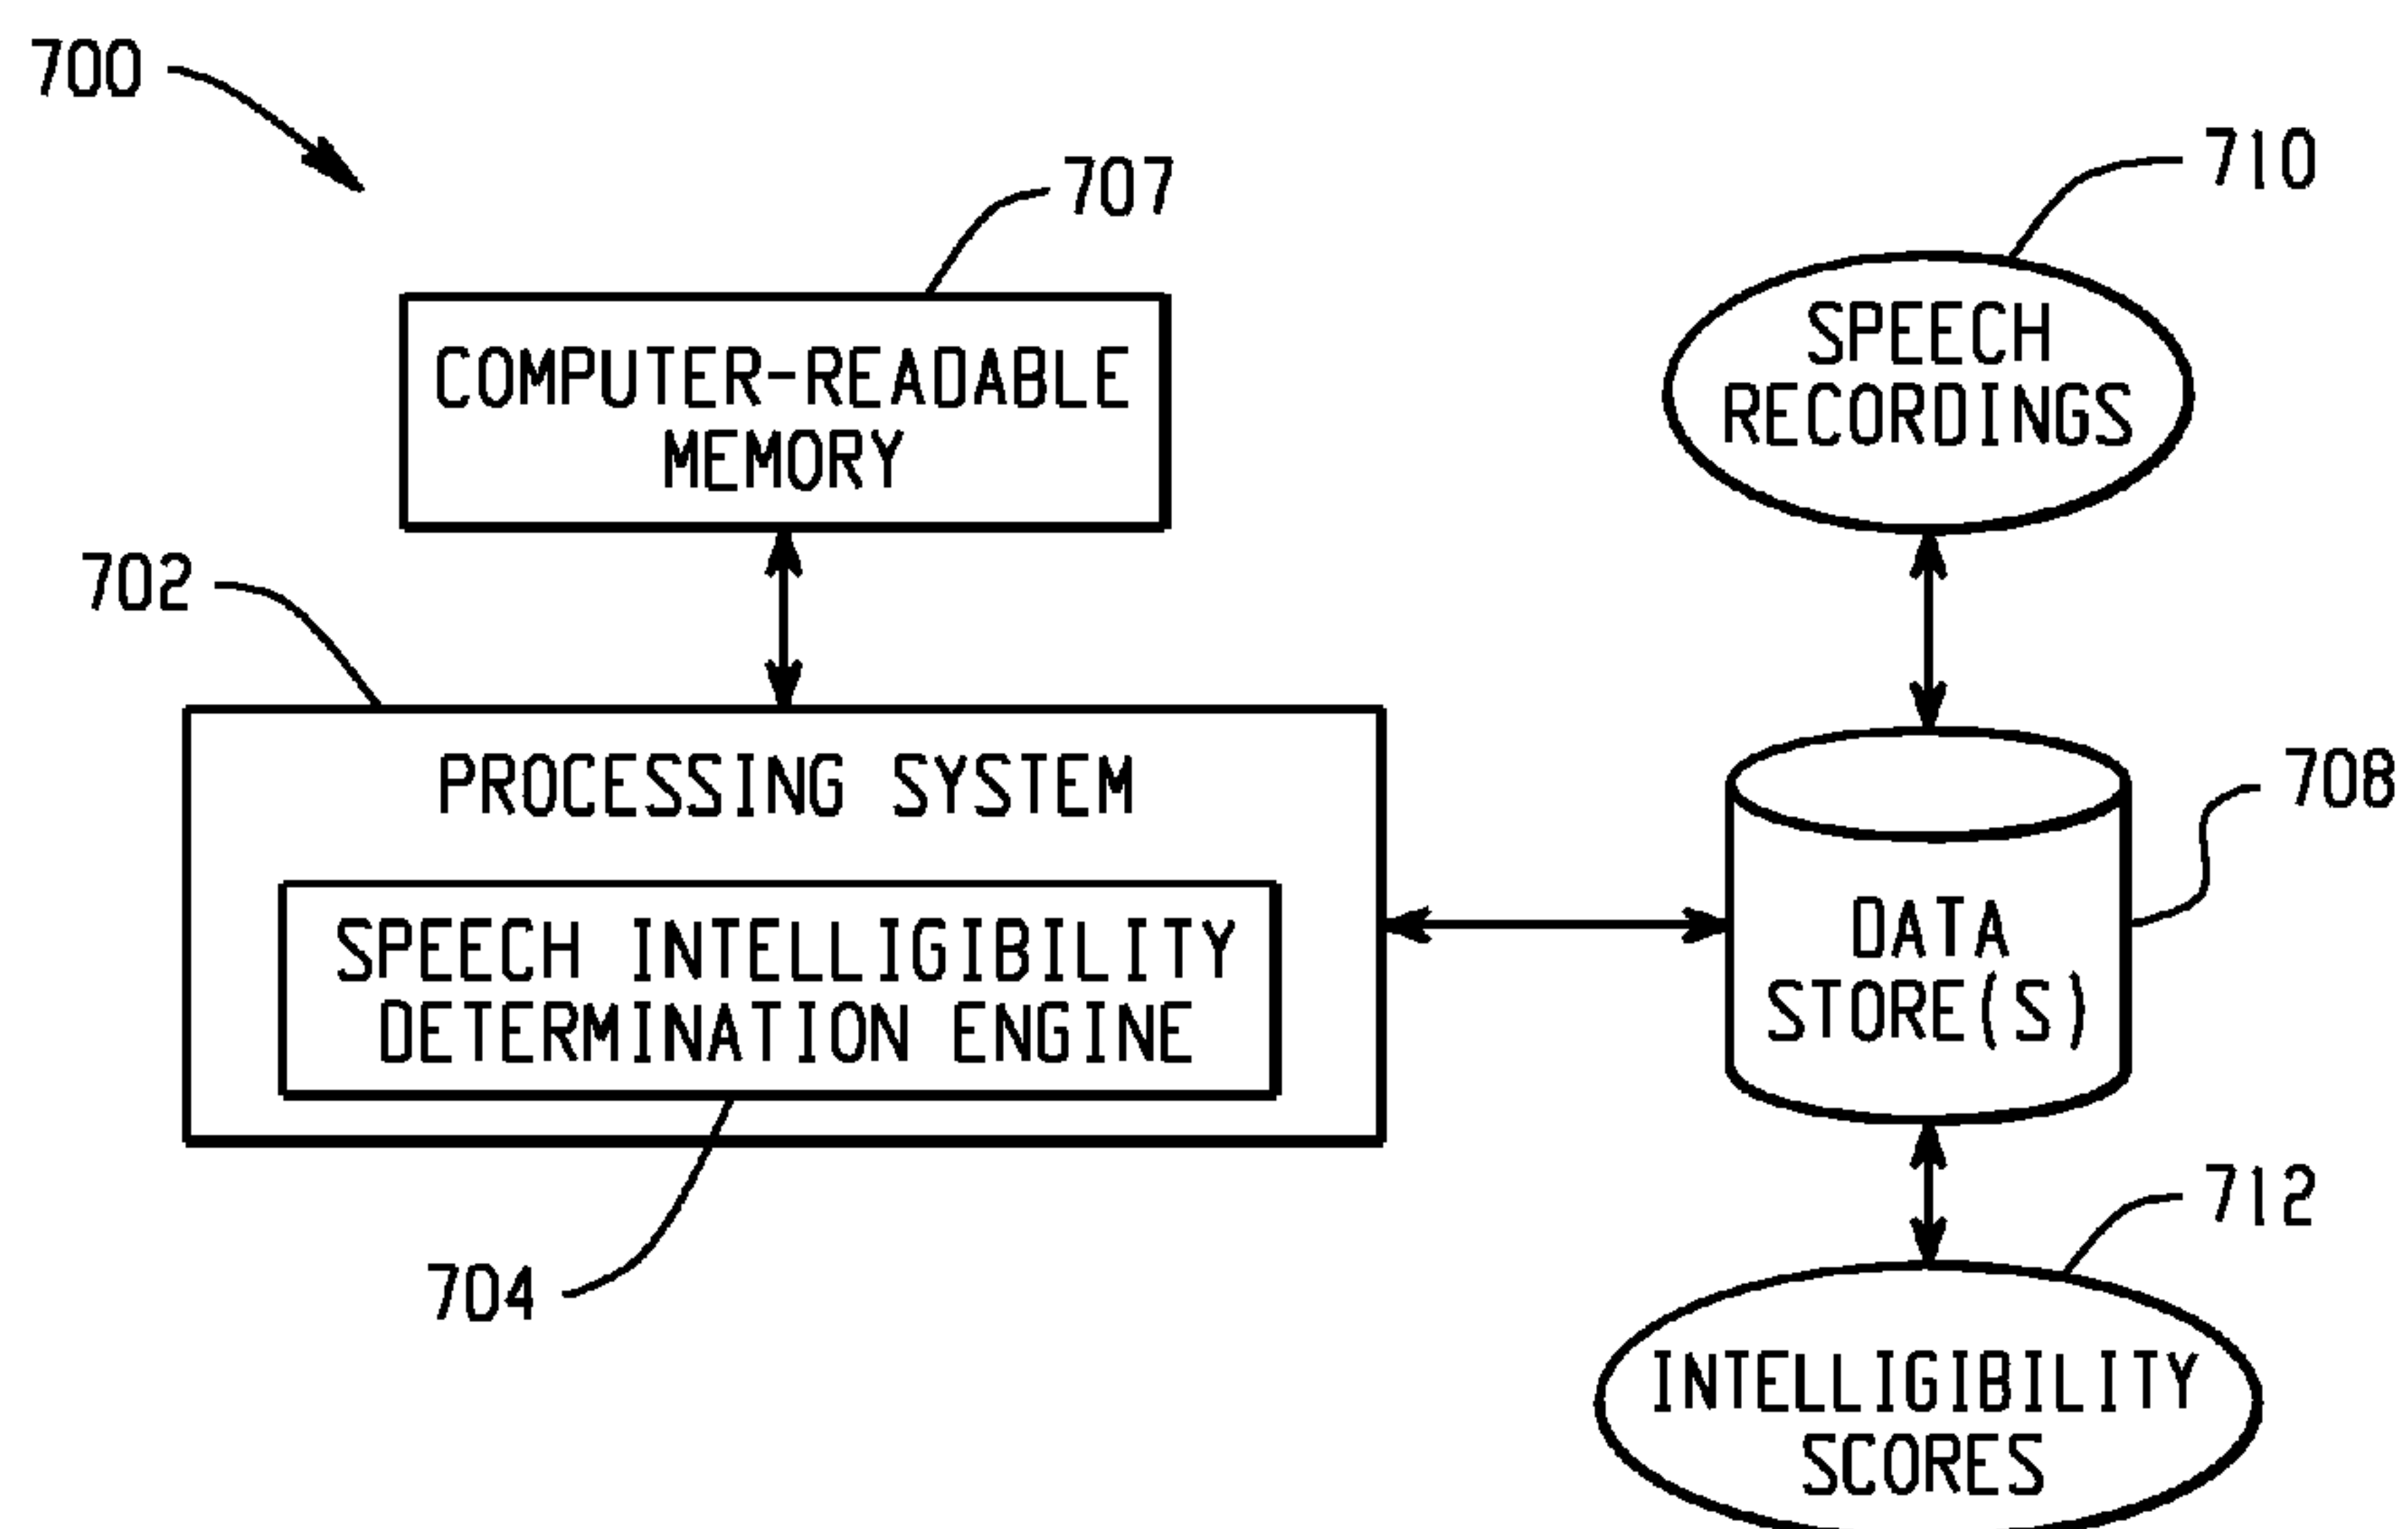 700
707
710
COMPUTER-READABLE
MEMORY
SPEECH
RECORDINGS
702
PROCESSING SYSTEM
708
SPEECH INTELLIGIBILITY
DETERMINATION ENGINE
DATA
STORE(S)
704
712
INTELLIGIBILITY
SCORES